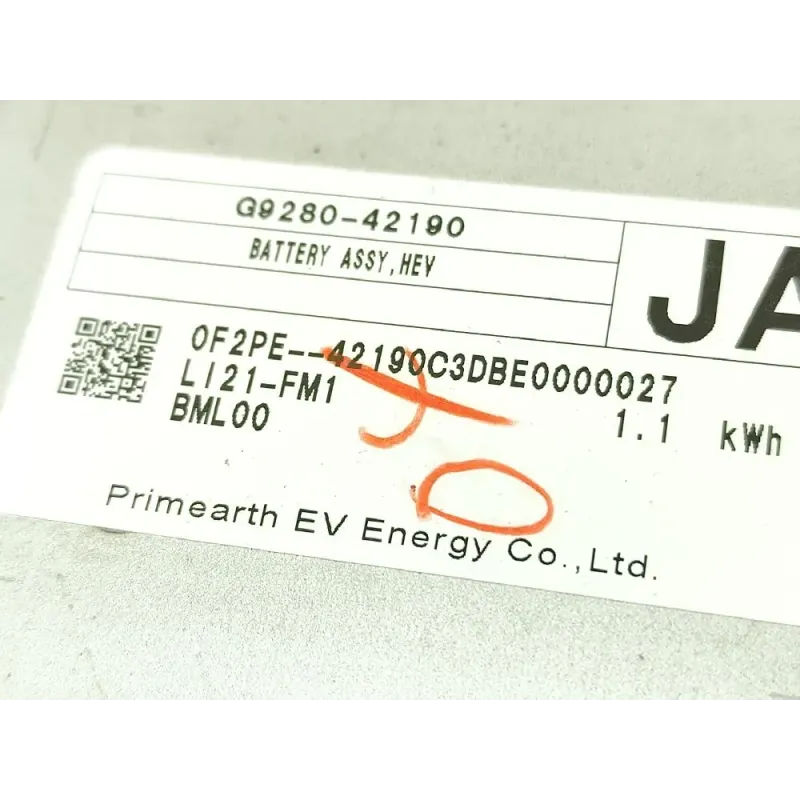 G9280-42190
BATTERY ASSY,HEV
JA
0F2PE--42190C3DBE0000027
LI21-FM1
1.1 kWh
BML00
Primearth EV Energy Co.,Ltd.